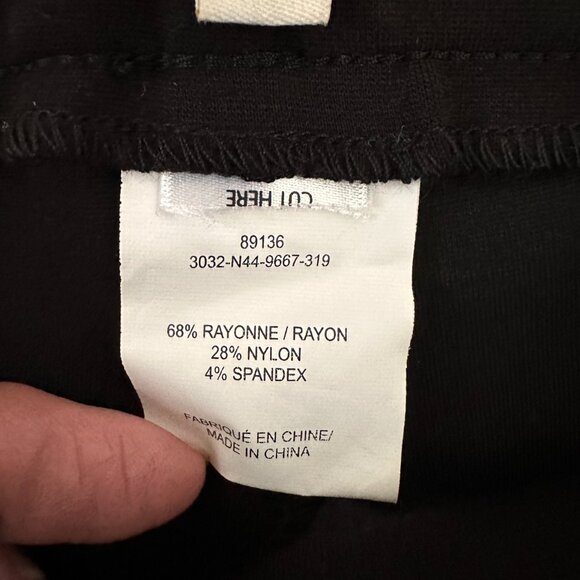 CUT HERE
89136
3032-N44-9667-319
68% RAYONNE / RAYON
28% NYLON
4% SPANDEX
FABRIQUÉ EN CHINE/
MADE IN CHINA